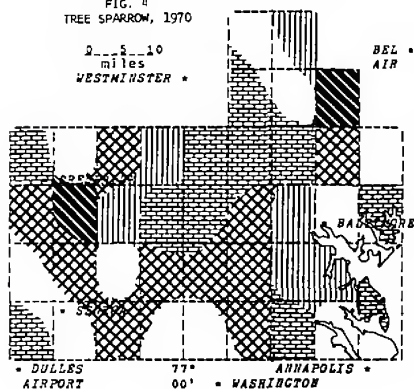 FIG. 4
TREE SPARROW, 1970
0 5 10
miles
WESTMINSTER *
BEL *
AIR
* BALTIMORE
* DULLES
AIRPORT
77°
00'
ANNAPOLIS *
* WASHINGTON